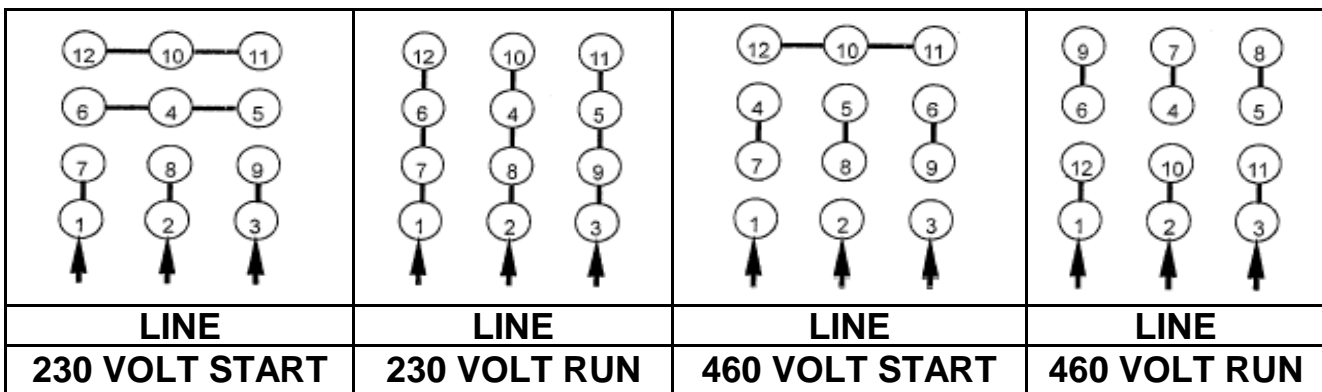 12 10 11 12 10 11 12 10 11 9 7 8
6 4 5 6 4 5 4 5 6 6 4 5
7 8 9 7 8 9 7 8 9 12 10 11
1 2 3 1 2 3 1 2 3 1 2 3
LINE LINE LINE LINE
230 VOLT START 230 VOLT RUN 460 VOLT START 460 VOLT RUN